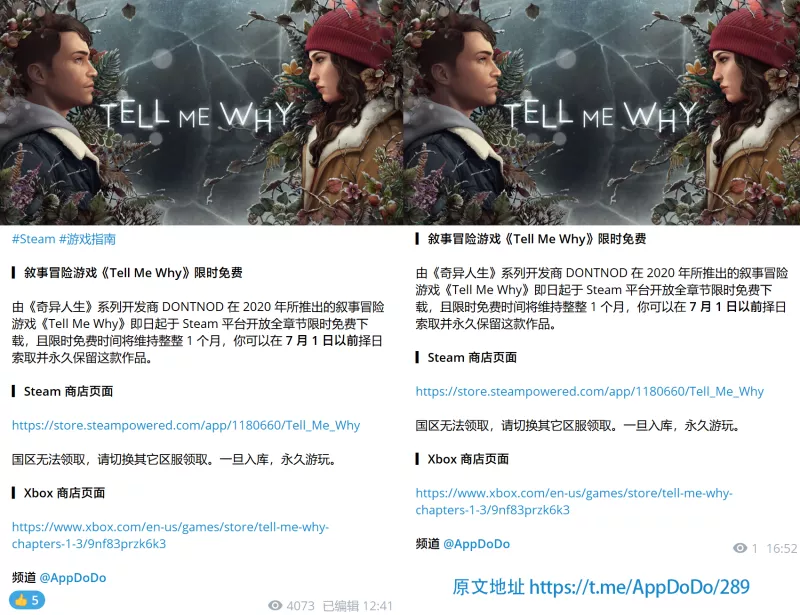 TELL ME WHY
#Steam #游戏指南
▎叙事冒险游戏《Tell Me Why》限时免费
由《奇异人生》系列开发商 DONTNOD 在 2020 年所推出的叙事冒险
游戏《Tell Me Why》即日起于 Steam 平台开放全章节限时免费下
载，且限时免费时间将维持整整 1 个月，你可以在 7 月 1 日以前择日
索取并永久保留这款作品。
▎Steam 商店页面
https://store.steampowered.com/app/1180660/Tell_Me_Why
国区无法领取，请切换其它区服领取。一旦入库，永久游玩。
▎Xbox 商店页面
https://www.xbox.com/en-us/games/store/tell-me-why-
chapters-1-3/9nf83przk6k3
频道 @AppDoDo
👍 5
4073 已编辑 12:41
TELL ME WHY
▎叙事冒险游戏《Tell Me Why》限时免费
由《奇异人生》系列开发商 DONTNOD 在 2020 年所推出的叙事冒险
游戏《Tell Me Why》即日起于 Steam 平台开放全章节限时免费下
载，且限时免费时间将维持整整 1 个月，你可以在 7 月 1 日以前择日
索取并永久保留这款作品。
▎Steam 商店页面
https://store.steampowered.com/app/1180660/Tell_Me_Why
国区无法领取，请切换其它区服领取。一旦入库，永久游玩。
▎Xbox 商店页面
https://www.xbox.com/en-us/games/store/tell-me-why-
chapters-1-3/9nf83przk6k3
频道 @AppDoDo
1 16:52
原文地址 https://t.me/AppDoDo/289